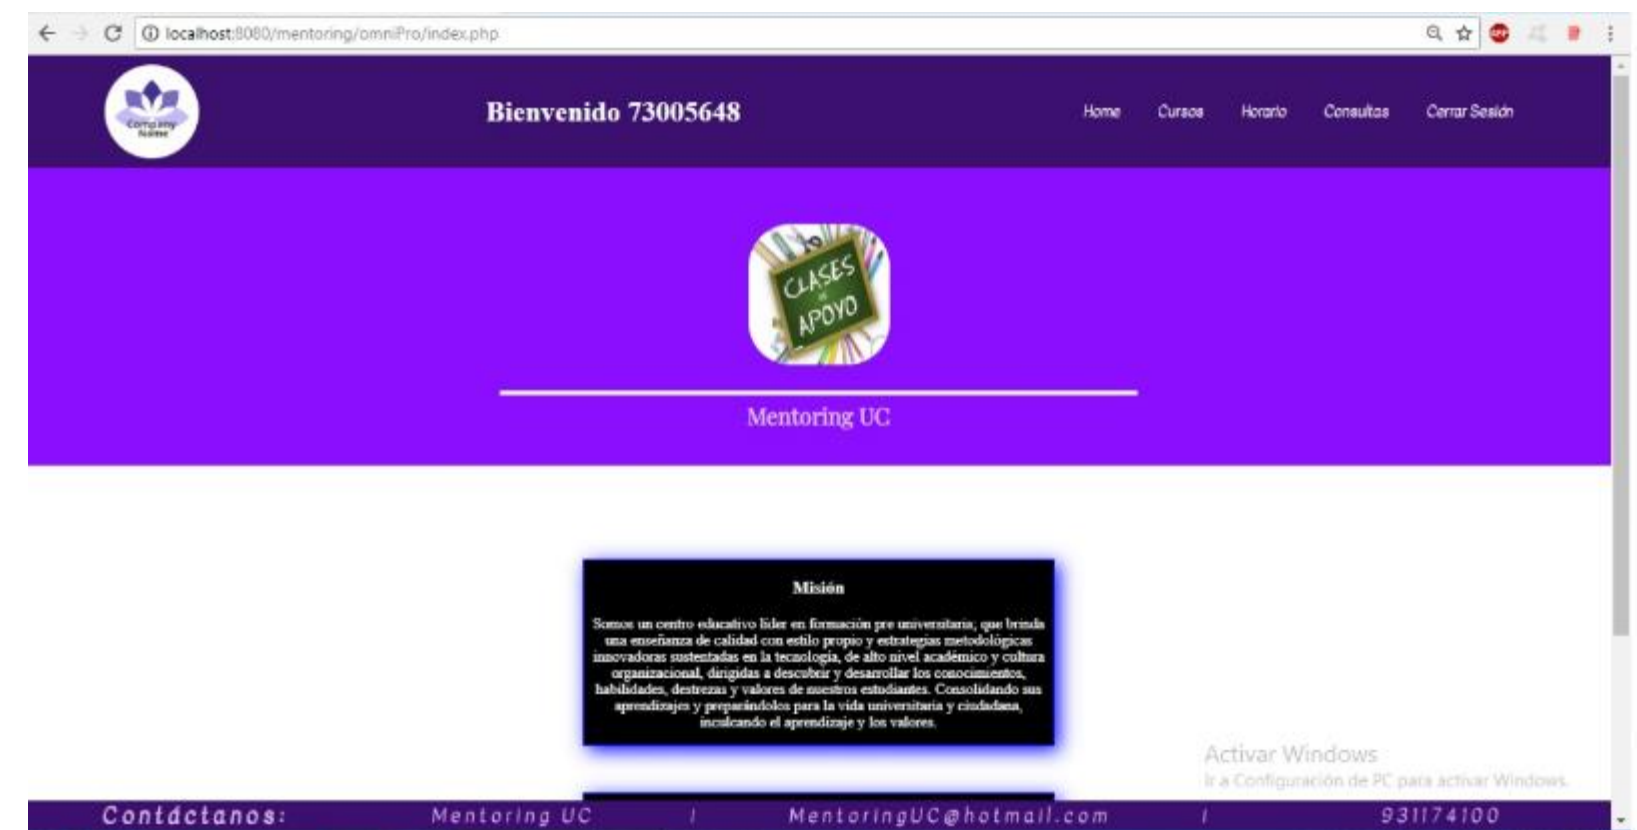 localhost:8080/mentoring/omniPro/index.php
Company
Name
Bienvenido 73005648
Home Cursos Horario Consultas Cerrar Sesión
CLASES
DE
APOYO
Mentoring UC
Misión
Somos un centro educativo líder en formación pre universitaria, que brinda
una enseñanza de calidad con estilo propio y estrategias metodológicas
innovadoras sustentadas en la tecnología, de alto nivel académico y cultura
organizacional, dirigidas a descubrir y desarrollar los conocimientos,
habilidades, destrezas y valores de nuestros estudiantes. Consolidando sus
aprendizajes y preparándolos para la vida universitaria y ciudadana,
inculcando el aprendizaje y los valores.
Activar Windows
Ir a Configuración de PC para activar Windows.
Contáctanos: Mentoring UC / MentoringUC@hotmail.com / 931174100